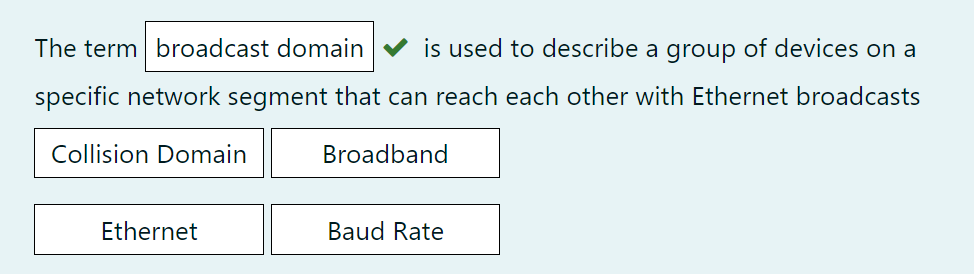 The term broadcast domain ✔ is used to describe a group of devices on a
specific network segment that can reach each other with Ethernet broadcasts
Collision Domain Broadband
Ethernet Baud Rate